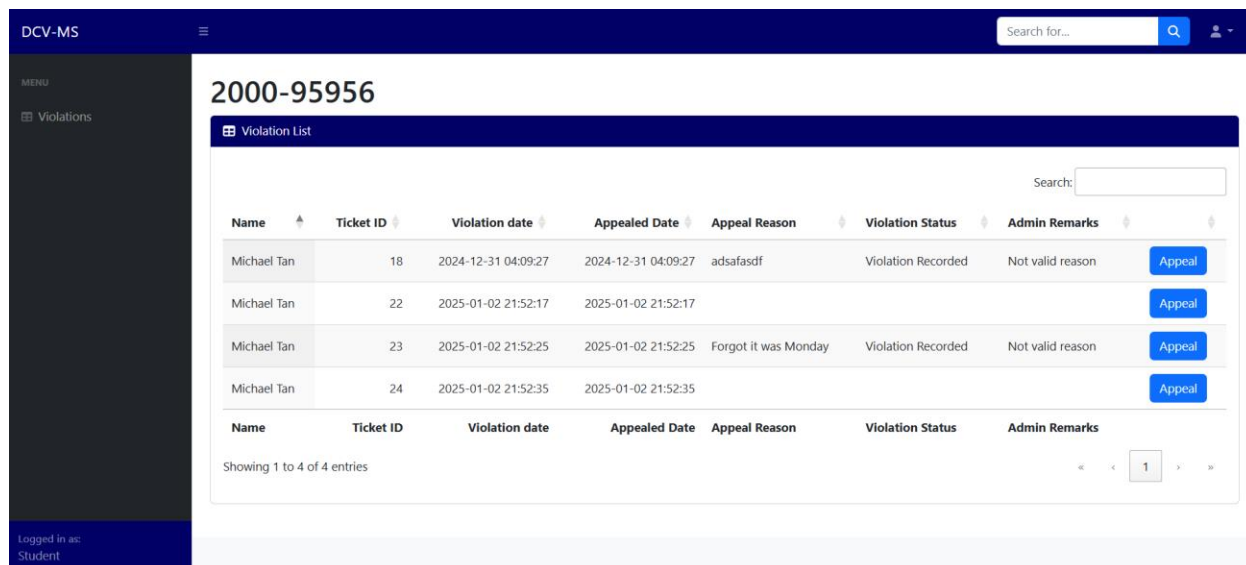 DCV-MS Search for...
MENU
Violations
2000-95956
Violation List
Search:
Name Ticket ID Violation date Appealed Date Appeal Reason Violation Status Admin Remarks
Michael Tan 18 2024-12-31 04:09:27 2024-12-31 04:09:27 adsafasdf Violation Recorded Not valid reason Appeal
Michael Tan 22 2025-01-02 21:52:17 2025-01-02 21:52:17 Appeal
Michael Tan 23 2025-01-02 21:52:25 2025-01-02 21:52:25 Forgot it was Monday Violation Recorded Not valid reason Appeal
Michael Tan 24 2025-01-02 21:52:35 2025-01-02 21:52:35 Appeal
Name Ticket ID Violation date Appealed Date Appeal Reason Violation Status Admin Remarks
Showing 1 to 4 of 4 entries « ‹ 1 › »
Logged in as:
Student